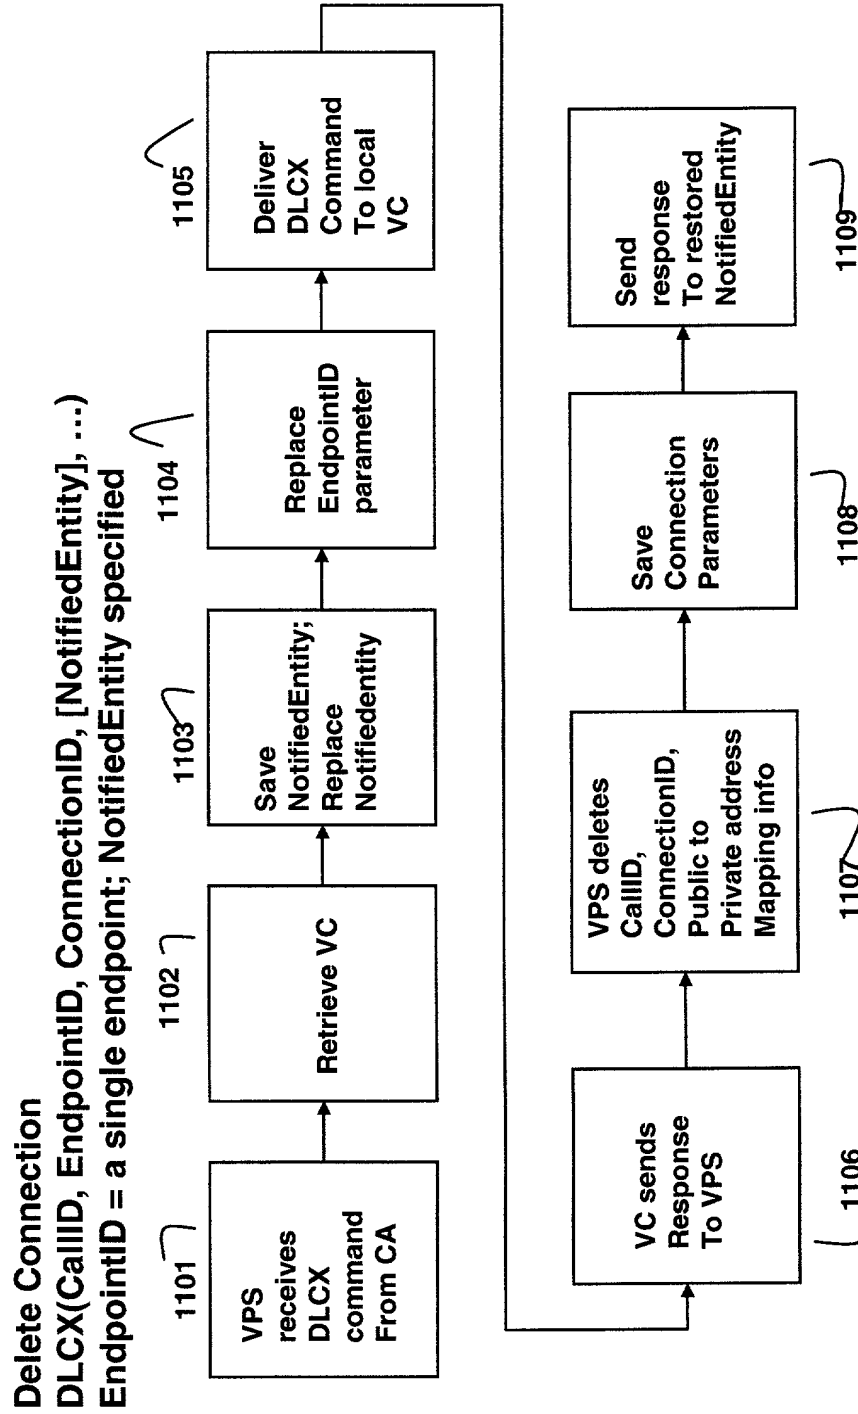 Delete Connection
DLCX(CallID, EndpointID, ConnectionID, [NotifiedEntity], ...)
EndpointID = a single endpoint; NotifiedEntity specified
1101
VPS
receives
DLCX
command
From CA
1102
Retrieve VC
1103
Save
NotifiedEntity;
Replace
Notifiedentity
1104
Replace
EndpointID
parameter
1105
Deliver
DLCX
Command
To local
VC
VC sends
Response
To VPS
1106
VPS deletes
CallID,
ConnectionID,
Public to
Private address
Mapping info
1107
Save
Connection
Parameters
1108
Send
response
To restored
NotifiedEntity
1109